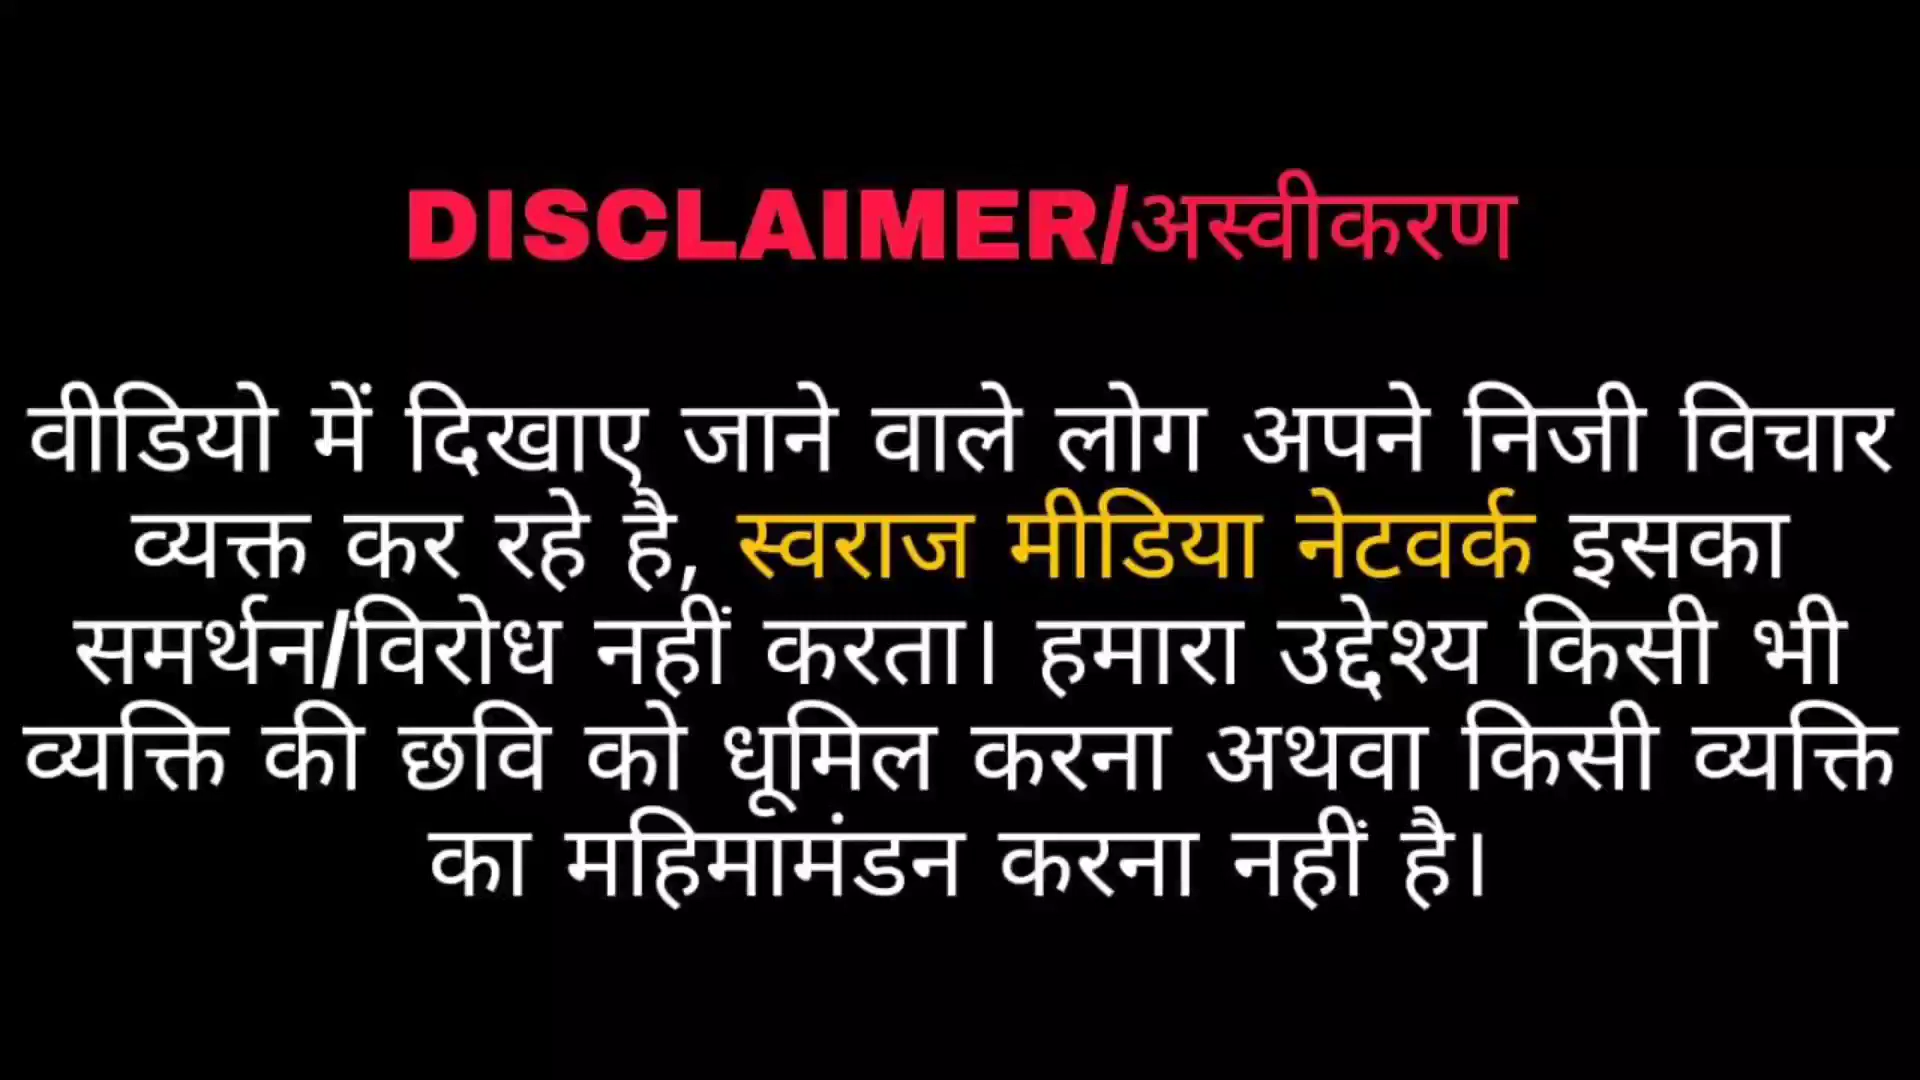 DISCLAIMER/अस्वीकरण
वीडियो में दिखाए जाने वाले लोग अपने निजी विचार
व्यक्त कर रहे है, स्वराज मीडिया नेटवर्क इसका
समर्थन/विरोध नहीं करता। हमारा उद्देश्य किसी भी
व्यक्ति की छवि को धूमिल करना अथवा किसी व्यक्ति
का महिमामंडन करना नहीं है।